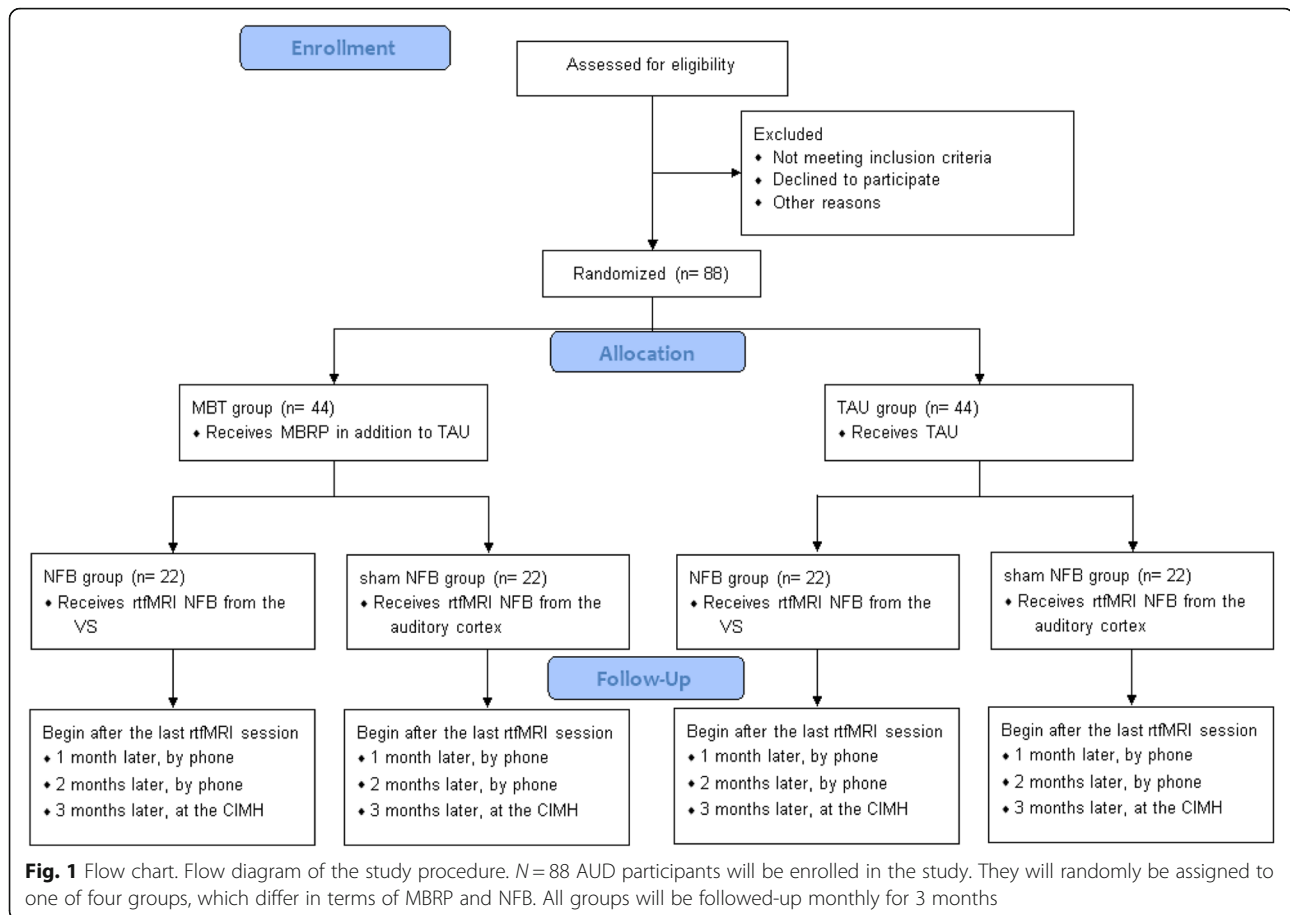 Enrollment
Assessed for eligibility
Excluded
♦ Not meeting inclusion criteria
♦ Declined to participate
♦ Other reasons
Randomized (n= 88)
Allocation
MBT group (n= 44)
♦ Receives MBRP in addition to TAU
TAU group (n= 44)
♦ Receives TAU
NFB group (n= 22)
♦ Receives rtfMRI NFB from the
VS
sham NFB group (n= 22)
♦ Receives rtfMRI NFB from the
auditory cortex
NFB group (n= 22)
♦ Receives rtfMRI NFB from the
VS
sham NFB group (n= 22)
♦ Receives rtfMRI NFB from the
auditory cortex
Follow-Up
Begin after the last rtfMRI session
♦ 1 month later, by phone
♦ 2 months later, by phone
♦ 3 months later, at the CIMH
Begin after the last rtfMRI session
♦ 1 month later, by phone
♦ 2 months later, by phone
♦ 3 months later, at the CIMH
Begin after the last rtfMRI session
♦ 1 month later, by phone
♦ 2 months later, by phone
♦ 3 months later, at the CIMH
Begin after the last rtfMRI session
♦ 1 month later, by phone
♦ 2 months later, by phone
♦ 3 months later, at the CIMH
Fig. 1 Flow chart. Flow diagram of the study procedure. N = 88 AUD participants will be enrolled in the study. They will randomly be assigned to
one of four groups, which differ in terms of MBRP and NFB. All groups will be followed-up monthly for 3 months